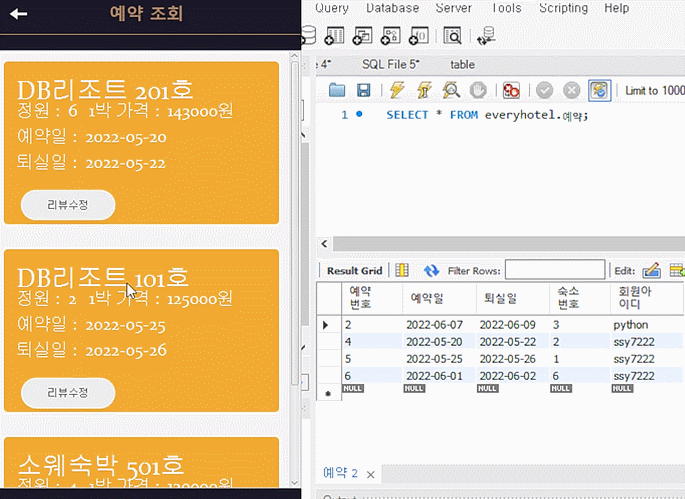 예약 조회
DB리조트 201호
정원 : 6 1박 가격 : 143000원
예약일 : 2022-05-20
퇴실일 : 2022-05-22
리뷰수정
DB리조트 101호
정원 : 2 1박 가격 : 125000원
예약일 : 2022-05-25
퇴실일 : 2022-05-26
리뷰수정
소웨숙박 501호
Query Database Server Tools Scripting Help
e 4* SQL File 5* table
Limit to 1000
1 SELECT * FROM everyhotel.예약;
Result Grid Filter Rows: Edit:
예약
번호 예약일 퇴실일 숙소
번호 회원아
이디
2 2022-06-07 2022-06-09 3 python
4 2022-05-20 2022-05-22 2 ssy7222
5 2022-05-25 2022-05-26 1 ssy7222
6 2022-06-01 2022-06-02 6 ssy7222
NULL NULL NULL NULL NULL
예약 2